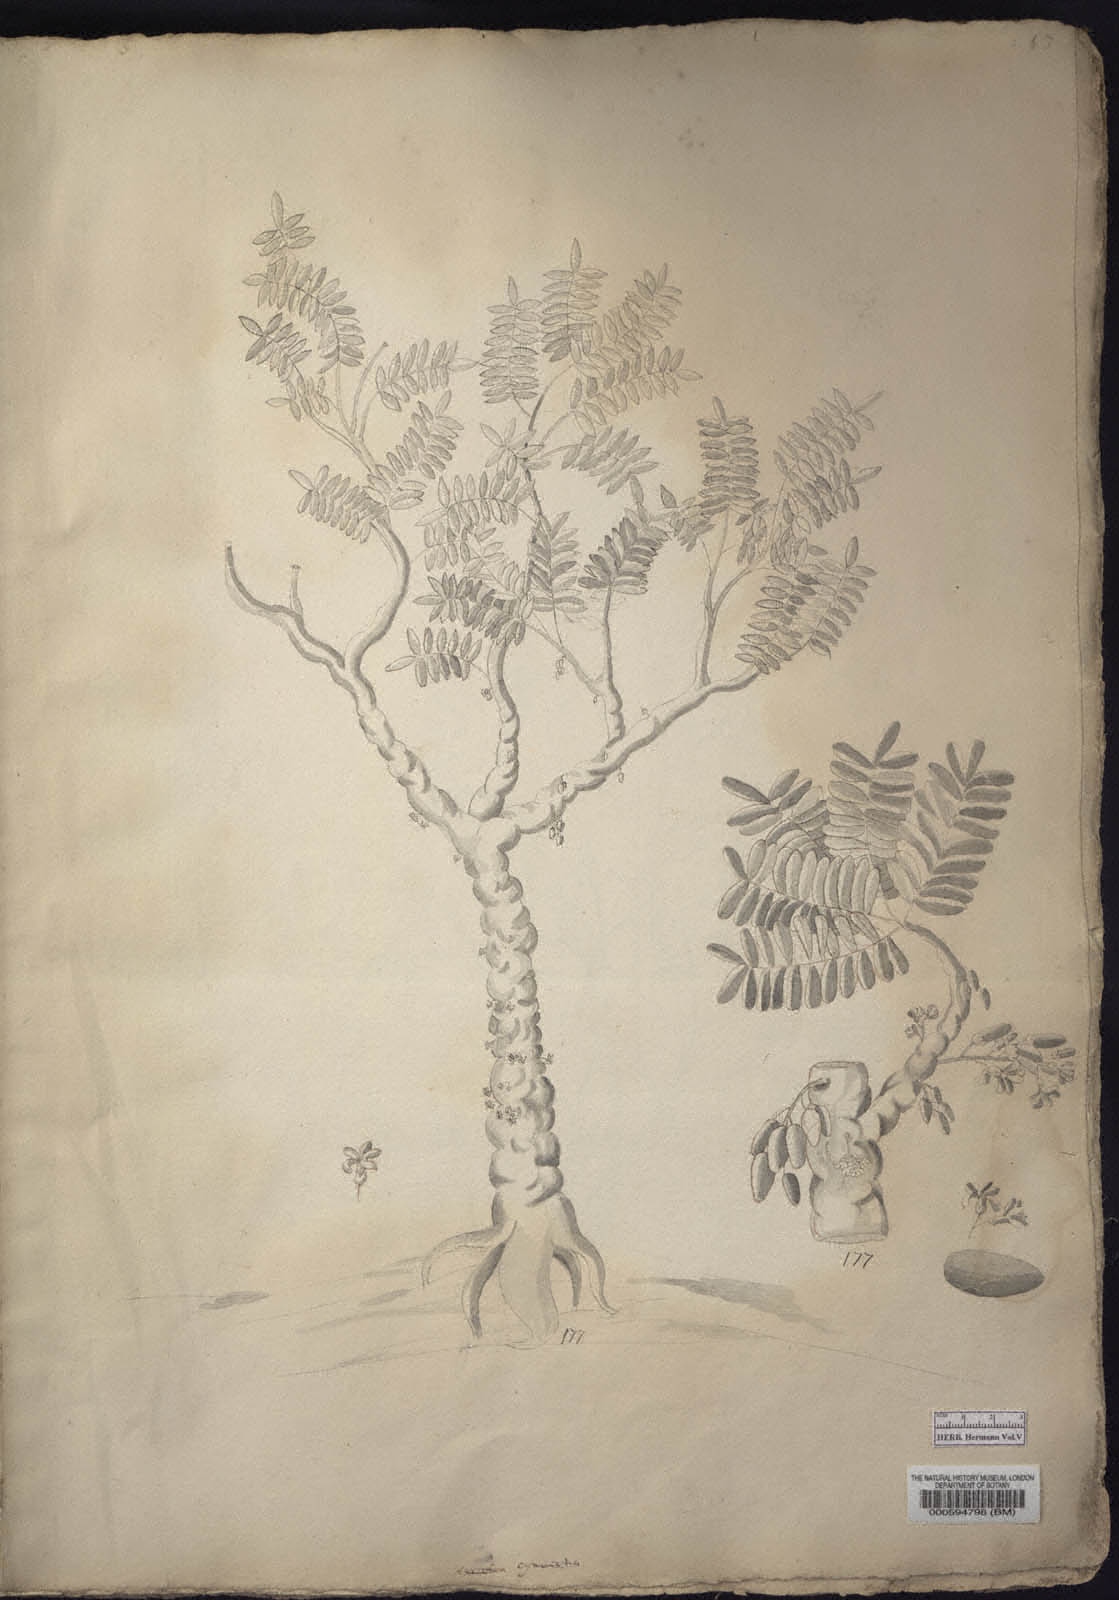 177
177
HERB. Hermann Vol.V
THE NATURAL HISTORY MUSEUM, LONDON
DEPARTMENT OF BOTANY
000594798 (BM)